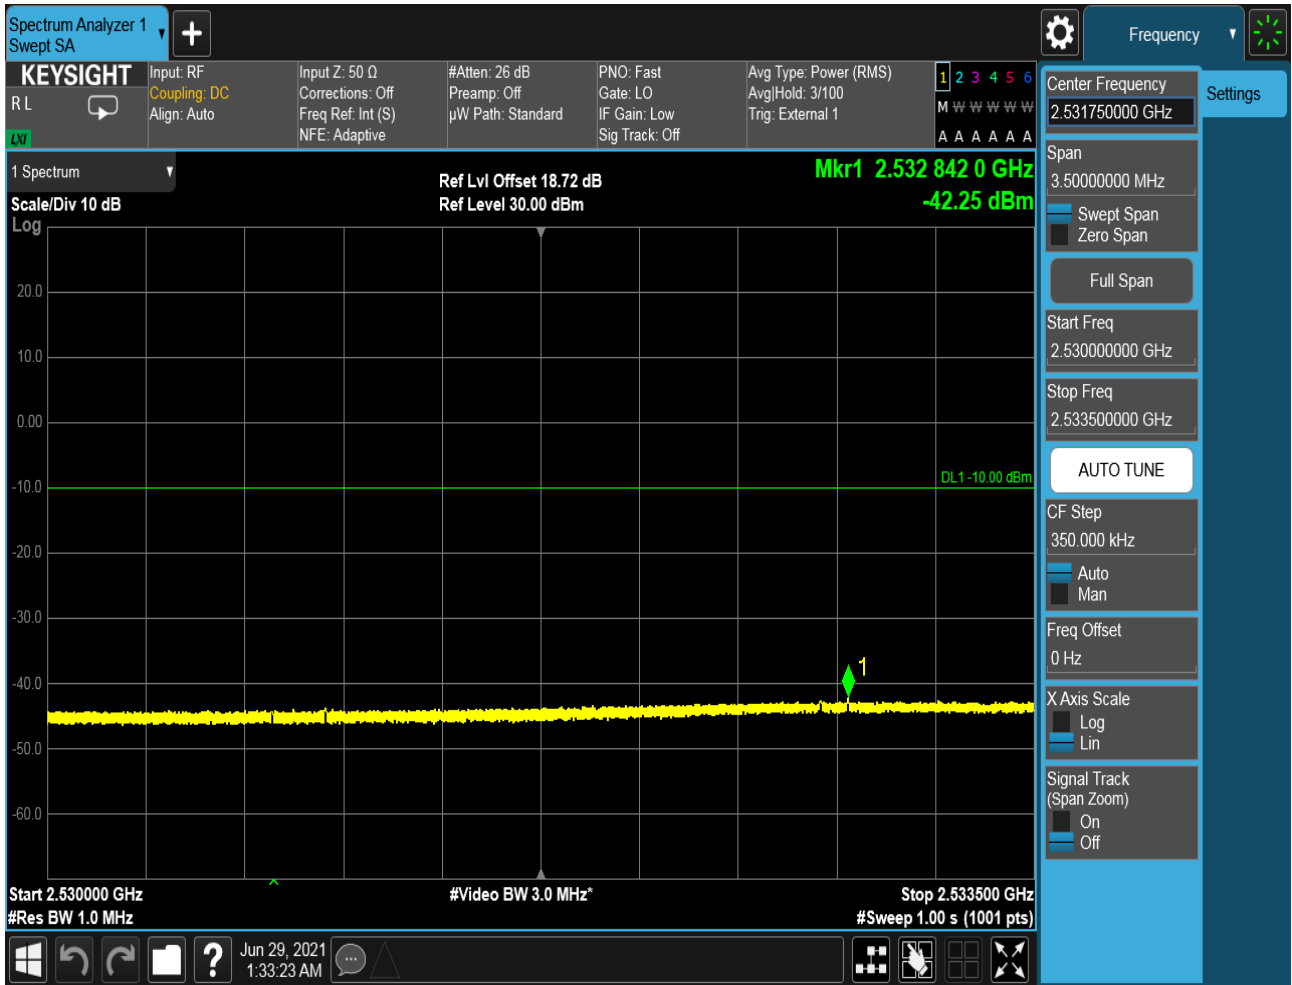 Spectrum Analyzer 1
Swept SA
Frequency
KEYSIGHT
R L
LXI
Input: RF
Coupling: DC
Align: Auto
Input Z: 50 Ω
Corrections: Off
Freq Ref: Int (S)
NFE: Adaptive
#Atten: 26 dB
Preamp: Off
µW Path: Standard
PNO: Fast
Gate: LO
IF Gain: Low
Sig Track: Off
Avg Type: Power (RMS)
Avg|Hold: 3/100
Trig: External 1
1 2 3 4 5 6
M W W W W W
A A A A A A
1 Spectrum
Scale/Div 10 dB
Log
Ref Lvl Offset 18.72 dB
Ref Level 30.00 dBm
Mkr1 2.532 842 0 GHz
-42.25 dBm
20.0
10.0
0.00
-10.0
-20.0
-30.0
-40.0
-50.0
-60.0
DL1 -10.00 dBm
1
Start 2.530000 GHz
#Res BW 1.0 MHz
#Video BW 3.0 MHz*
Stop 2.533500 GHz
#Sweep 1.00 s (1001 pts)
Jun 29, 2021
1:33:23 AM
Center Frequency
2.531750000 GHz
Settings
Span
3.50000000 MHz
Swept Span
Zero Span
Full Span
Start Freq
2.530000000 GHz
Stop Freq
2.533500000 GHz
AUTO TUNE
CF Step
350.000 kHz
Auto
Man
Freq Offset
0 Hz
X Axis Scale
Log
Lin
Signal Track
(Span Zoom)
On
Off